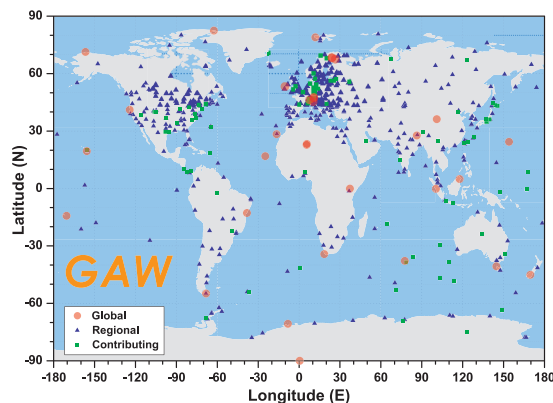 90
60
30
0
-30
-60
-90
Latitude (N)
GAW
Global
Regional
Contributing
-180 -150 -120 -90 -60 -30 0 30 60 90 120 150 180
Longitude (E)